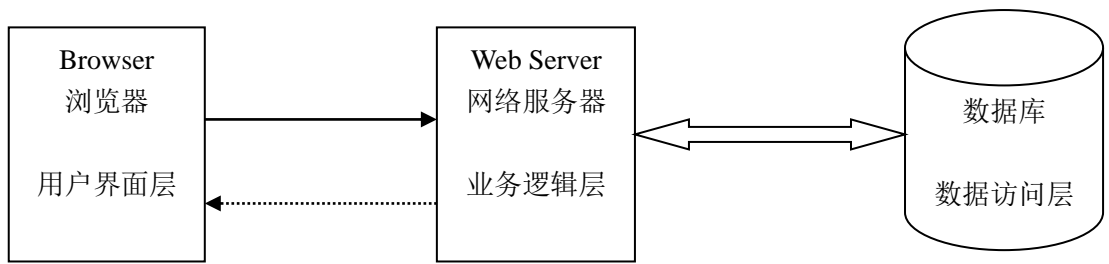 Browser
浏览器
用户界面层
Web Server
网络服务器
业务逻辑层
数据库
数据访问层